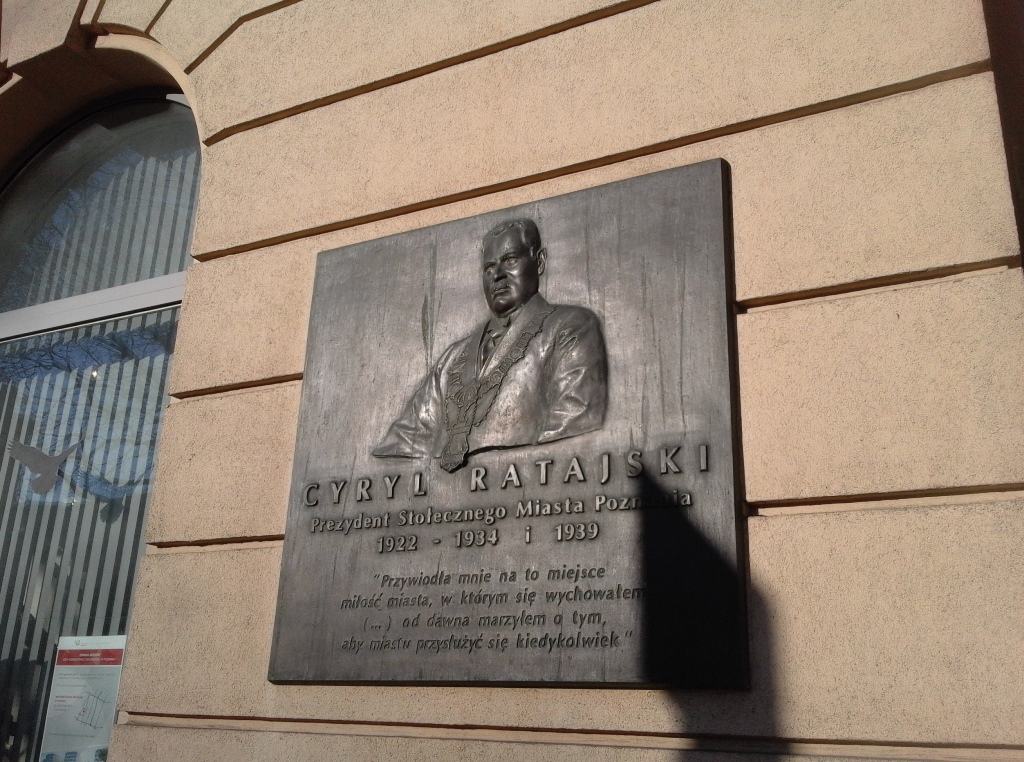 CYRYL RATAJSKI
Prezydent Stołecznego Miasta Poznania
1922 - 1934 i 1939
"Przywiodła mnie na to miejsce
miłość miasta, w którym się wychowałem
(...) od dawna marzyłem o tym,
aby miastu przysłużyć się kiedykolwiek"